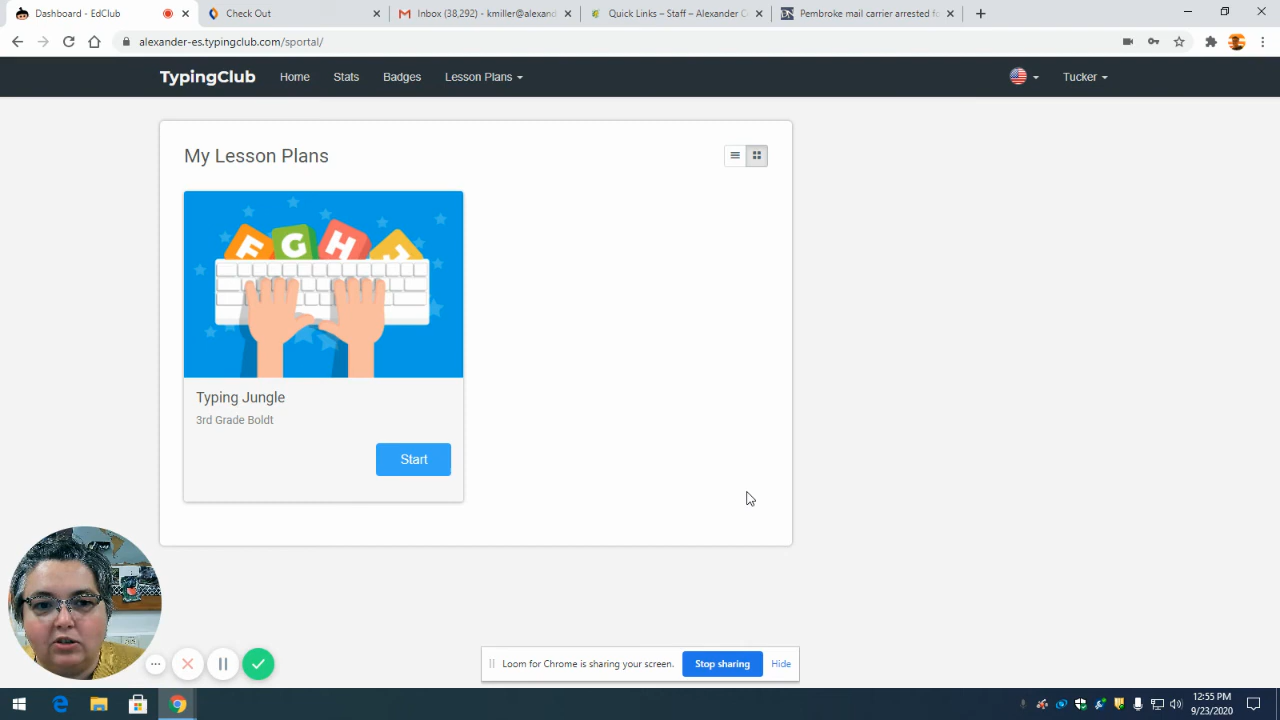 Dashboard - EdClub
Check Out
Inbox (38,292) - kmiller@alexand
Quick Links – Staff – Alexander C
Pembroke mail carrier arrested fo
alexander-es.typingclub.com/sportal/
TypingClub Home Stats Badges Lesson Plans Tucker
My Lesson Plans
F G H J
Typing Jungle
3rd Grade Boldt
Start
Loom for Chrome is sharing your screen. Stop sharing Hide
12:55 PM
9/23/2020